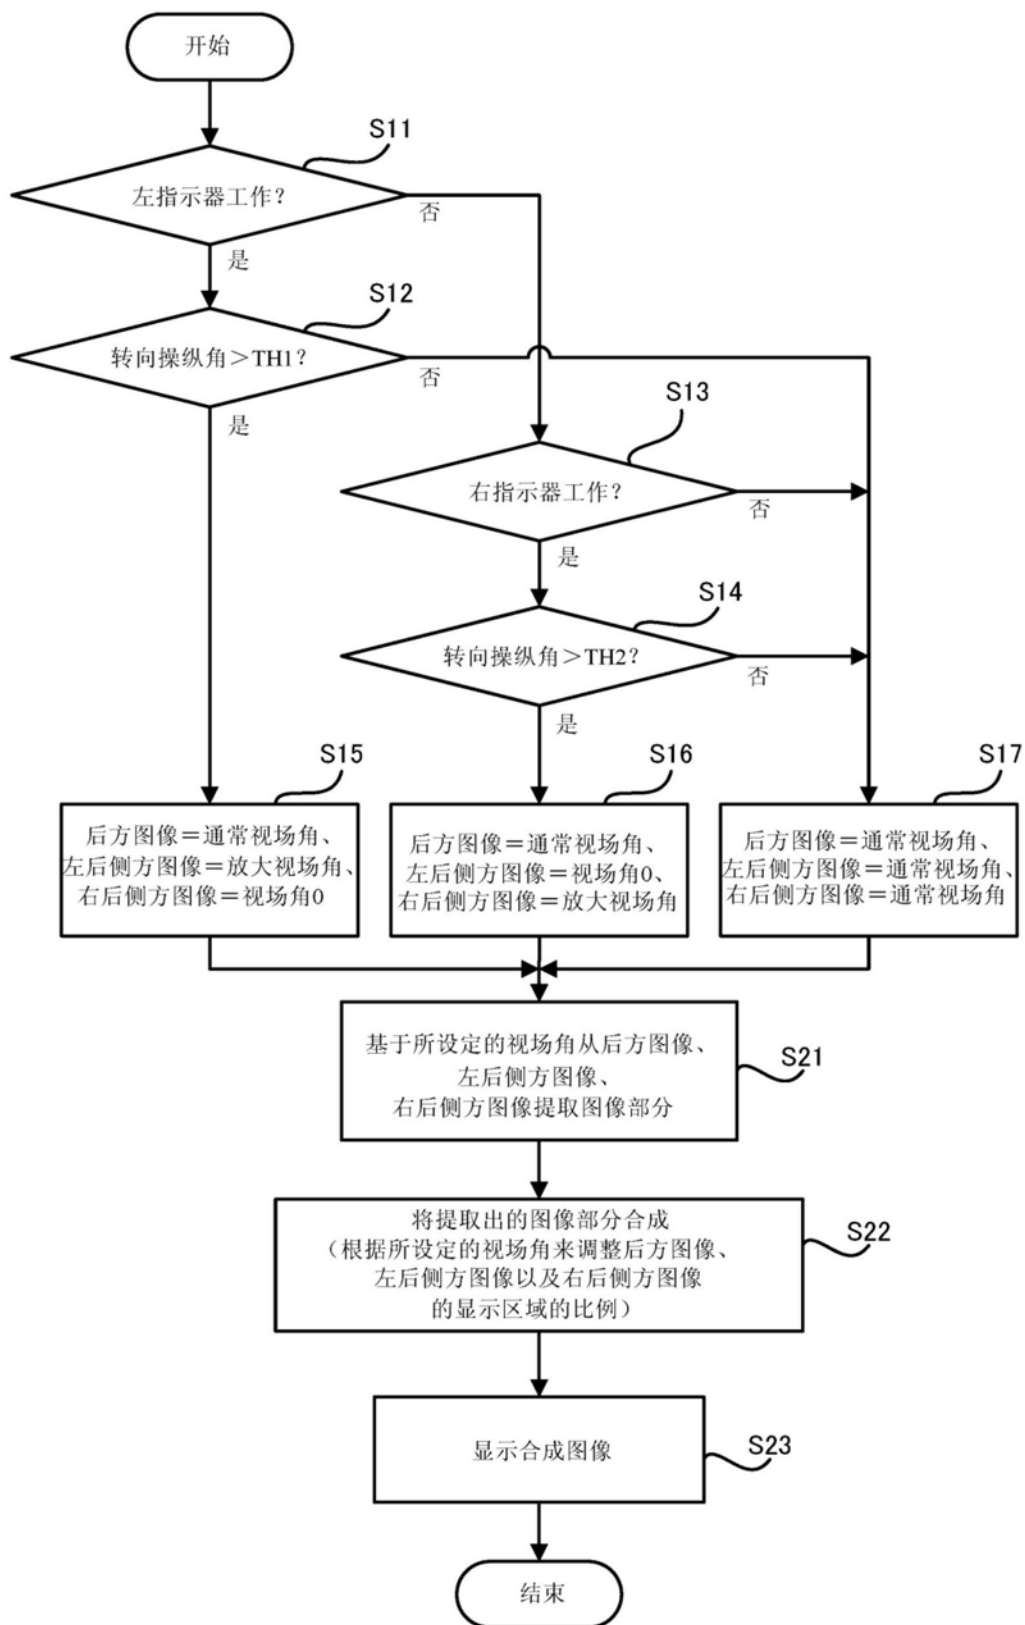 开始
S11
左指示器工作?
否
是
S12
转向操纵角＞TH1?
否
是
S13
右指示器工作?
否
是
S14
转向操纵角＞TH2?
否
是
S15
后方图像＝通常视场角、
左后侧方图像＝放大视场角、
右后侧方图像＝视场角0
S16
后方图像＝通常视场角、
左后侧方图像＝视场角0、
右后侧方图像＝放大视场角
S17
后方图像＝通常视场角、
左后侧方图像＝通常视场角、
右后侧方图像＝通常视场角
基于所设定的视场角从后方图像、
左后侧方图像、
右后侧方图像提取图像部分
S21
将提取出的图像部分合成
（根据所设定的视场角来调整后方图像、
左后侧方图像以及右后侧方图像
的显示区域的比例）
S22
显示合成图像
S23
结束